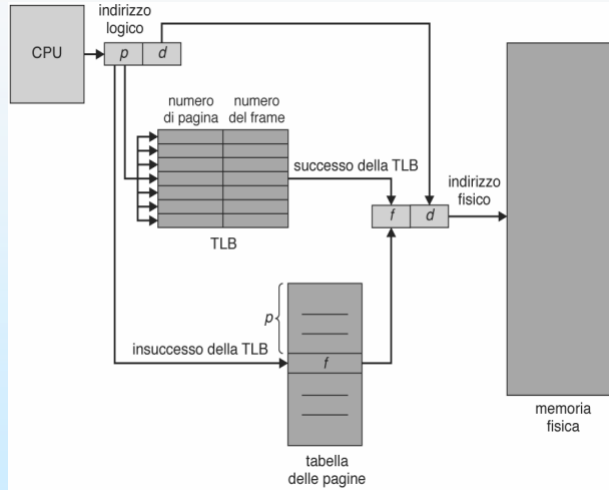 indirizzo
logico
CPU
p d
numero
di pagina
numero
del frame
successo della TLB
indirizzo
fisico
f d
TLB
p
insuccesso della TLB
f
tabella
delle pagine
memoria
fisica